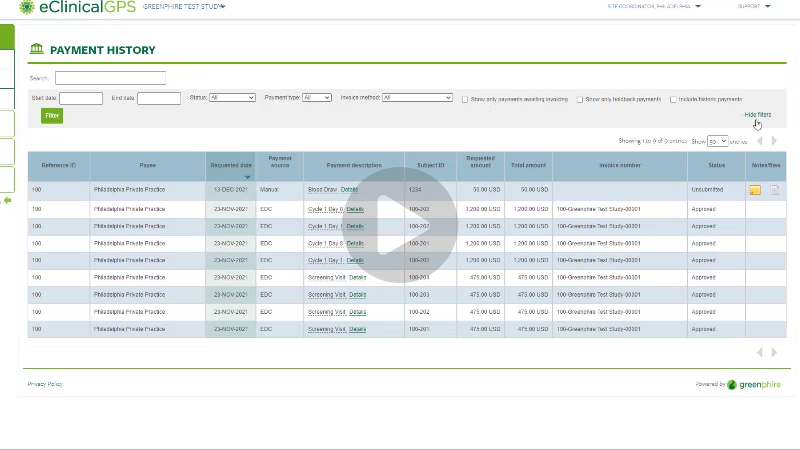 eClinicalGPS GREENPHIRE TEST STUDY SITE COORDINATOR, PHILADELPHIA SUPPORT
PAYMENT HISTORY
Search:
Start date: End date: Status: All Payment type: All Invoice method: All Show only payments awaiting invoicing Show only holdback payments Include historic payments
Filter
Hide filters
Showing 1 to 9 of 9 entries Show 50 entries
Reference ID Payee Requested date Payment source Payment description Subject ID Requested amount Total amount Invoice number Status Notes/files
100 Philadelphia Private Practice 13-DEC-2021 Manual Blood Draw Details 1234 50.00 USD 50.00 USD Unsubmitted
100 Philadelphia Private Practice 23-NOV-2021 EDC Cycle 1 Day 8 Details 100-202 1,200.00 USD 1,200.00 USD 100-Greenphire Test Study-00001 Approved
100 Philadelphia Private Practice 23-NOV-2021 EDC Cycle 1 Day 1 Details 100-202 1,200.00 USD 1,200.00 USD 100-Greenphire Test Study-00001 Approved
100 Philadelphia Private Practice 23-NOV-2021 EDC Cycle 1 Day 8 Details 100-201 1,200.00 USD 1,200.00 USD 100-Greenphire Test Study-00001 Approved
100 Philadelphia Private Practice 23-NOV-2021 EDC Cycle 1 Day 1 Details 100-201 1,200.00 USD 1,200.00 USD 100-Greenphire Test Study-00001 Approved
100 Philadelphia Private Practice 23-NOV-2021 EDC Screening Visit Details 100-204 475.00 USD 475.00 USD 100-Greenphire Test Study-00001 Approved
100 Philadelphia Private Practice 23-NOV-2021 EDC Screening Visit Details 100-203 475.00 USD 475.00 USD 100-Greenphire Test Study-00001 Approved
100 Philadelphia Private Practice 23-NOV-2021 EDC Screening Visit Details 100-202 475.00 USD 475.00 USD 100-Greenphire Test Study-00001 Approved
100 Philadelphia Private Practice 23-NOV-2021 EDC Screening Visit Details 100-201 475.00 USD 475.00 USD 100-Greenphire Test Study-00001 Approved
Privacy Policy Powered by greenphire